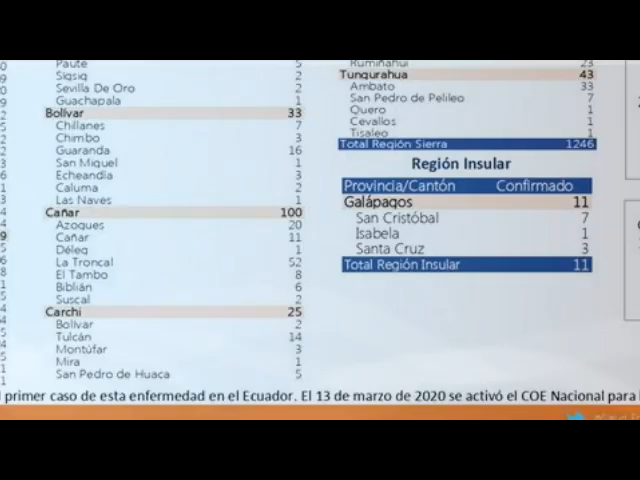 Paute 5
Sigsig 2
Sevilla De Oro 2
Guachapala 1
Bolívar 33
Chillanes 7
Chimbo 3
Guaranda 16
San Miquel 1
Echeandía 3
Caluma 2
Las Naves 1
Cañar 100
Azogues 20
Cañar 11
Déleg 1
La Troncal 52
El Tambo 8
Biblián 6
Suscal 2
Carchi 25
Bolívar 2
Tulcán 14
Montúfar 3
Mira 1
San Pedro de Huaca 5
Rumiñahui 23
Tungurahua 43
Ambato 33
San Pedro de Pelileo 7
Quero 1
Cevallos 1
Tisaleo 1
Total Región Sierra 1246
Región Insular
Provincia/Cantón Confirmado
Galápagos 11
San Cristóbal 7
Isabela 1
Santa Cruz 3
Total Región Insular 11
primer caso de esta enfermedad en el Ecuador. El 13 de marzo de 2020 se activó el COE Nacional para